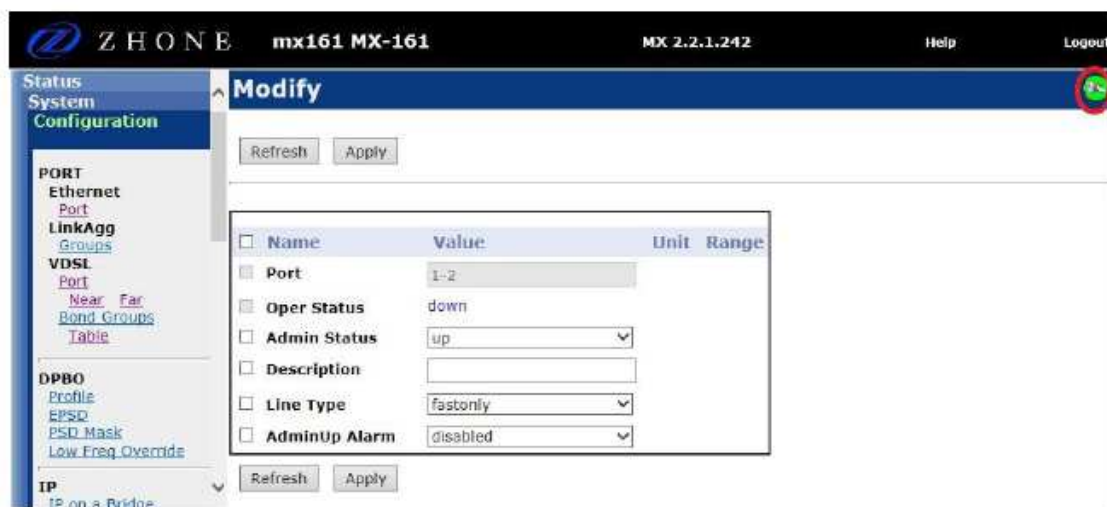 ZHONE mx161 MX-161 MX 2.2.1.242 Help Logout
Status
System
Configuration
PORT
Ethernet
Port
LinkAgg
Groups
VDSL
Port
Near Far
Bond Groups
Table
DPBO
Profile
EPSD
PSD Mask
Low Freq Override
IP
IP on a Bridge
Modify
Refresh Apply
Name Value Unit Range
Port 1-2
Oper Status down
Admin Status up
Description
Line Type fastonly
AdminUp Alarm disabled
Refresh Apply